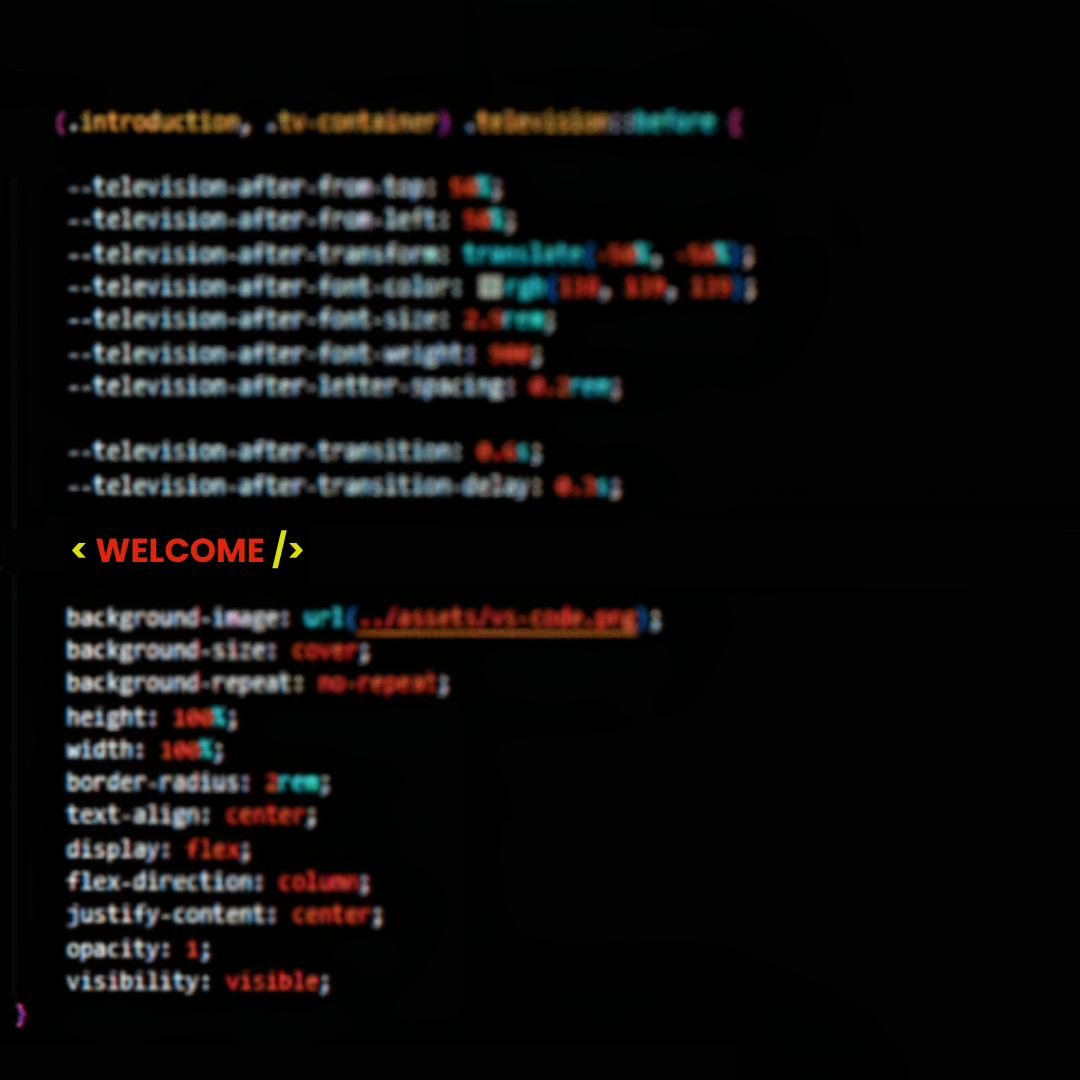 (.introduction, .tv-container) .television::before {
--television-after-from-top: 50%;
--television-after-from-left: 50%;
--television-after-transform: translate(-50%, -50%);
--television-after-font-color: rgb(139, 139, 139);
--television-after-font-size: 2.5rem;
--television-after-font-weight: 900;
--television-after-letter-spacing: 0.2rem;
--television-after-transition: 0.6s;
--television-after-transition-delay: 0.3s;
< WELCOME />
background-image: url(../assets/vs-code.png);
background-size: cover;
background-repeat: no-repeat;
height: 100%;
width: 100%;
border-radius: 2rem;
text-align: center;
display: flex;
flex-direction: column;
justify-content: center;
opacity: 1;
visibility: visible;
}